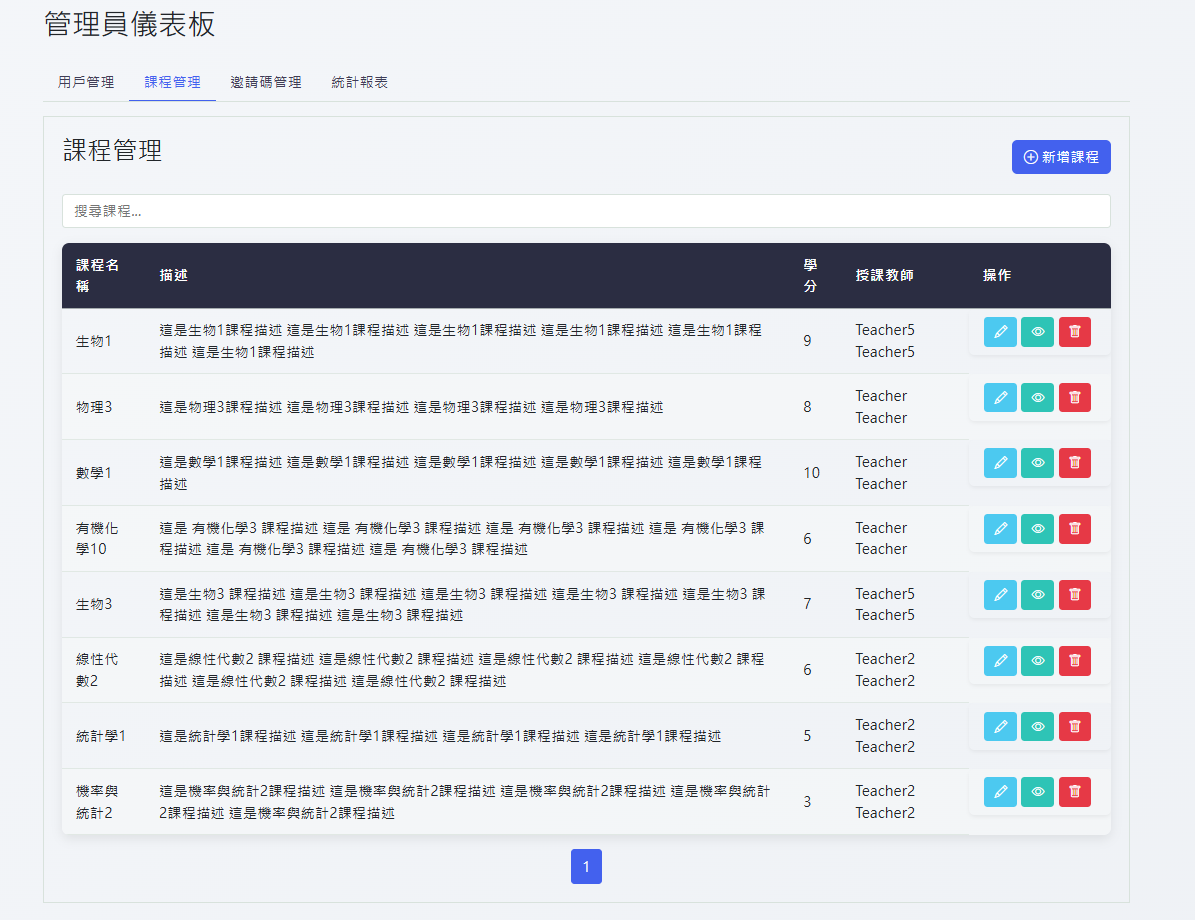 管理員儀表板
用戶管理 課程管理 邀請碼管理 統計報表
課程管理
新增課程
搜尋課程...
課程名稱 描述 學分 授課教師 操作
生物1
這是生物1課程描述 這是生物1課程描述 這是生物1課程描述 這是生物1課程描述 這是生物1課程
描述 這是生物1課程描述
9
Teacher5
Teacher5
物理3
這是物理3課程描述 這是物理3課程描述 這是物理3課程描述 這是物理3課程描述
8
Teacher
Teacher
數學1
這是數學1課程描述 這是數學1課程描述 這是數學1課程描述 這是數學1課程描述 這是數學1課程
描述
10
Teacher
Teacher
有機化
學10
這是 有機化學3 課程描述 這是 有機化學3 課程描述 這是 有機化學3 課程描述 這是 有機化學3 課
程描述 這是 有機化學3 課程描述 這是 有機化學3 課程描述
6
Teacher
Teacher
生物3
這是生物3 課程描述 這是生物3 課程描述 這是生物3 課程描述 這是生物3 課程描述 這是生物3 課
程描述 這是生物3 課程描述 這是生物3 課程描述
7
Teacher5
Teacher5
線性代
數2
這是線性代數2 課程描述 這是線性代數2 課程描述 這是線性代數2 課程描述 這是線性代數2 課程
描述 這是線性代數2 課程描述 這是線性代數2 課程描述
6
Teacher2
Teacher2
統計學1
這是統計學1課程描述 這是統計學1課程描述 這是統計學1課程描述 這是統計學1課程描述
5
Teacher2
Teacher2
機率與
統計2
這是機率與統計2課程描述 這是機率與統計2課程描述 這是機率與統計2課程描述 這是機率與統計
2課程描述 這是機率與統計2課程描述
3
Teacher2
Teacher2
1